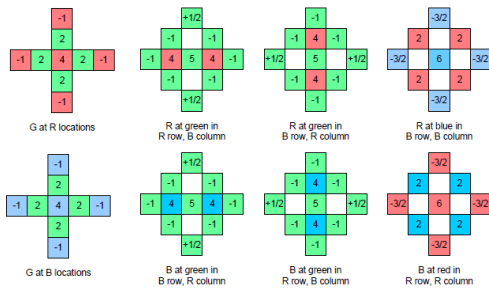 -1
2
-1 2 4 2 -1
2
-1
G at R locations
+1/2
-1 -1
-1 4 5 4 -1
-1 -1
+1/2
R at green in
R row, B column
-1
-1 4 -1
+1/2 5 +1/2
-1 4 -1
-1
R at green in
B row, R column
-3/2
2 2
-3/2 6 -3/2
2 2
-3/2
R at blue in
B row, B column
-1
2
-1 2 4 2 -1
2
-1
G at B locations
+1/2
-1 -1
-1 4 5 4 -1
-1 -1
+1/2
B at green in
B row, R column
-1
-1 4 -1
+1/2 5 +1/2
-1 4 -1
-1
B at green in
R row, B column
-3/2
2 2
-3/2 6 -3/2
2 2
-3/2
B at red in
R row, R column